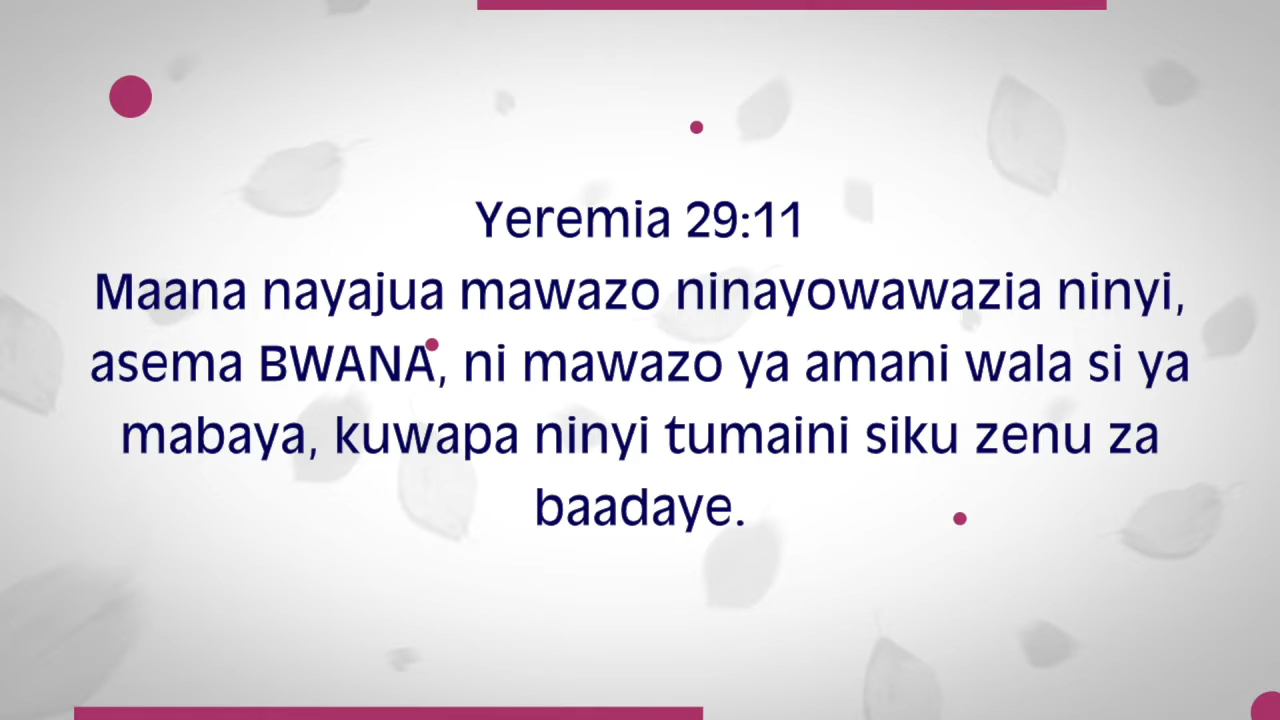 Yeremia 29:11
Maana nayajua mawazo ninayowawazia ninyi,
asema BWANA, ni mawazo ya amani wala si ya
mabaya, kuwapa ninyi tumaini siku zenu za
baadaye.